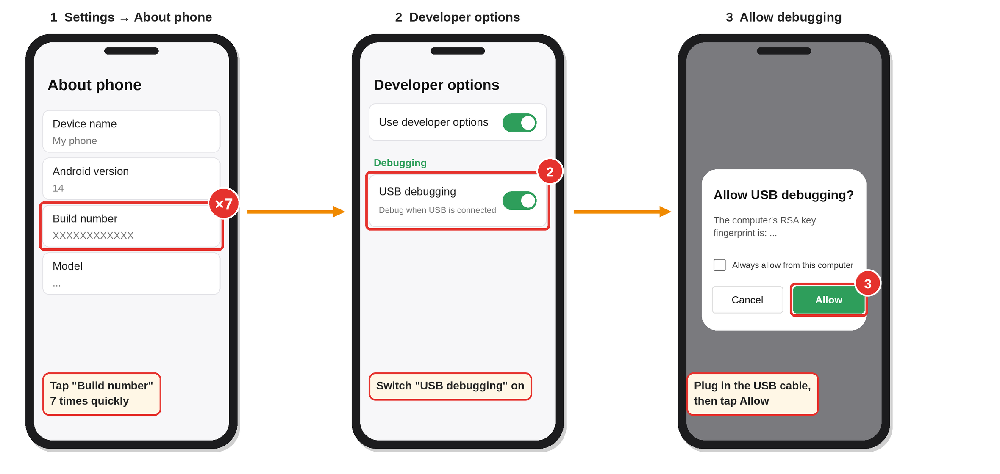 1 Settings → About phone
About phone
Device name
My phone
Android version
14
×7
Build number
XXXXXXXXXXXX
Model
...
Tap "Build number"
7 times quickly
2 Developer options
Developer options
Use developer options
Debugging
2
USB debugging
Debug when USB is connected
Switch "USB debugging" on
3 Allow debugging
Allow USB debugging?
The computer's RSA key
fingerprint is: ...
Always allow from this computer
3
Cancel
Allow
Plug in the USB cable,
then tap Allow